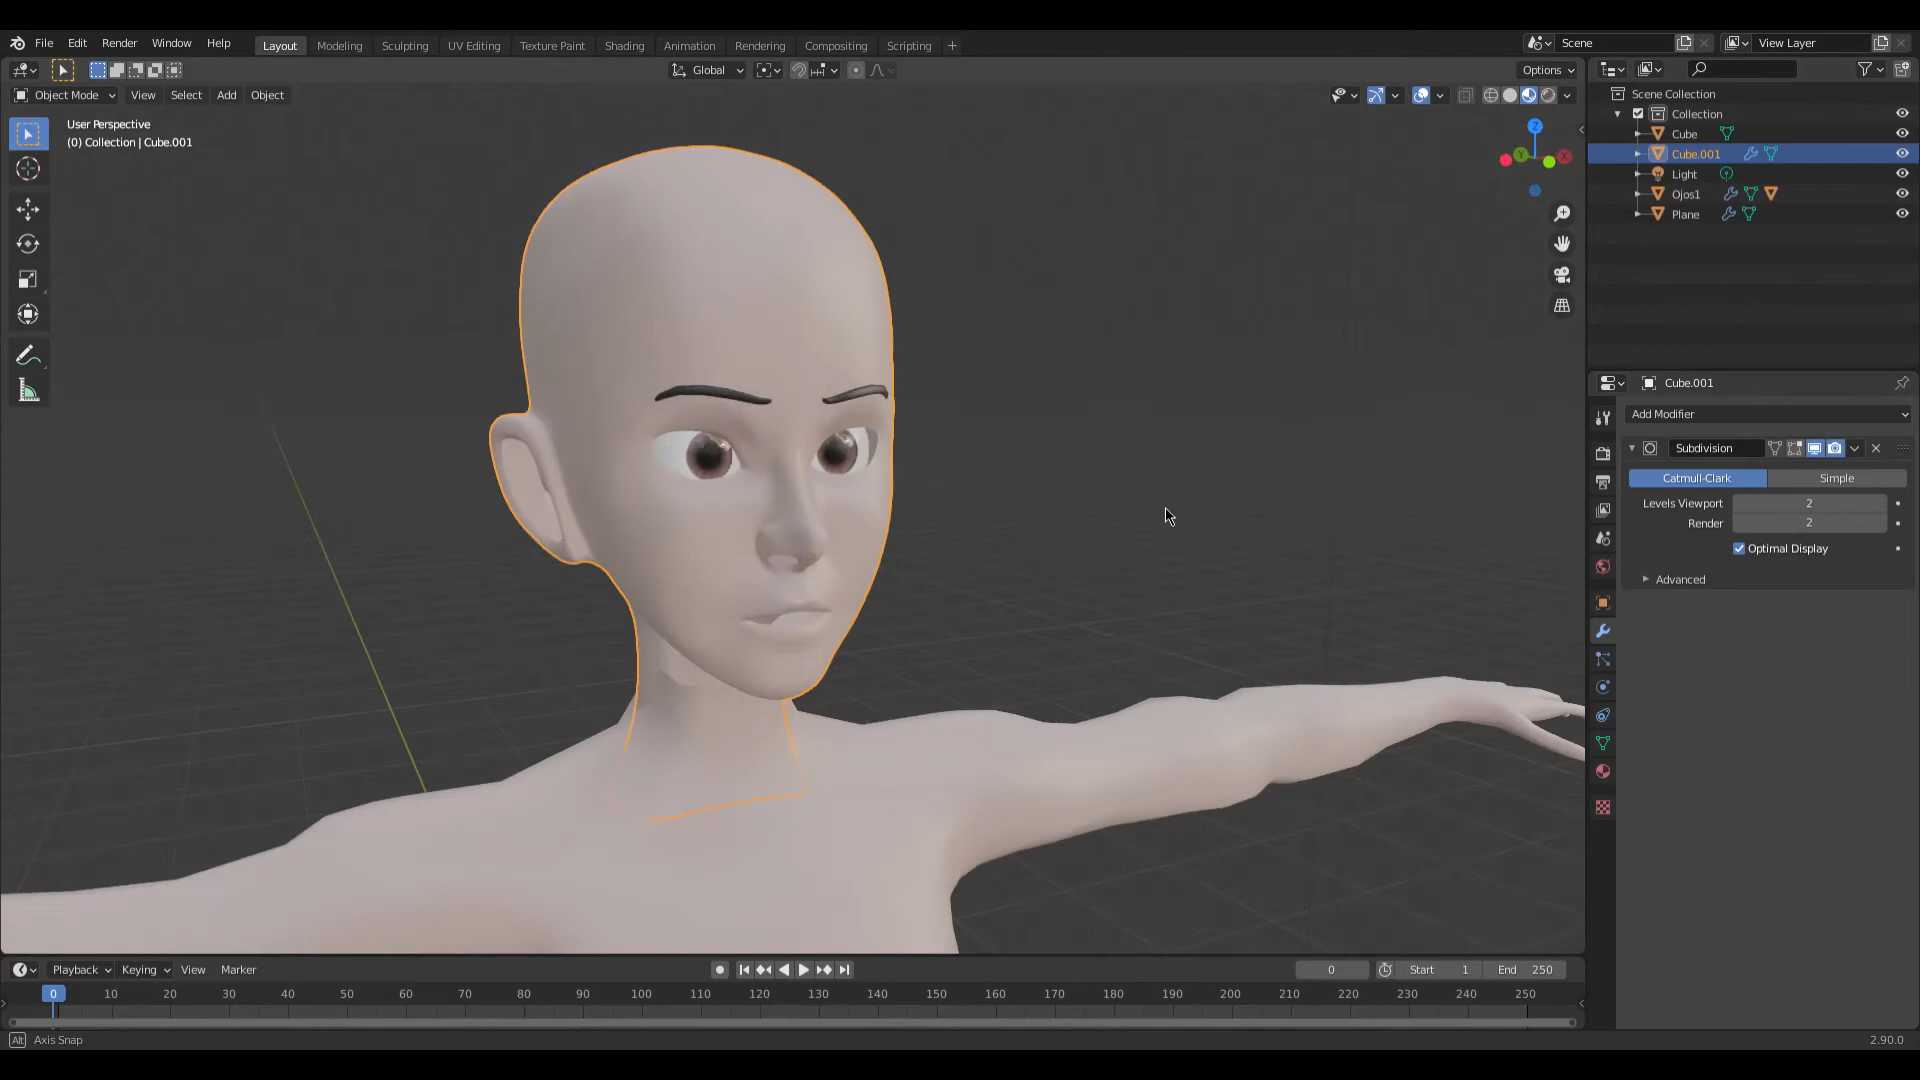 File Edit Render Window Help Layout Modeling Sculpting UV Editing Texture Paint Shading Animation Rendering Compositing Scripting + Scene View Layer
Global Options
Object Mode View Select Add Object
User Perspective
(0) Collection | Cube.001
Z
Y
X
Scene Collection
Collection
Cube
Cube.001
Light
Ojos1
Plane
Cube.001
Add Modifier
Subdivision
Catmull-Clark Simple
Levels Viewport 2
Render 2
Optimal Display
Advanced
Playback Keying View Marker 0 Start 1 End 250
0 10 20 30 40 50 60 70 80 90 100 110 120 130 140 150 160 170 180 190 200 210 220 230 240 250
Alt Axis Snap 2.90.0